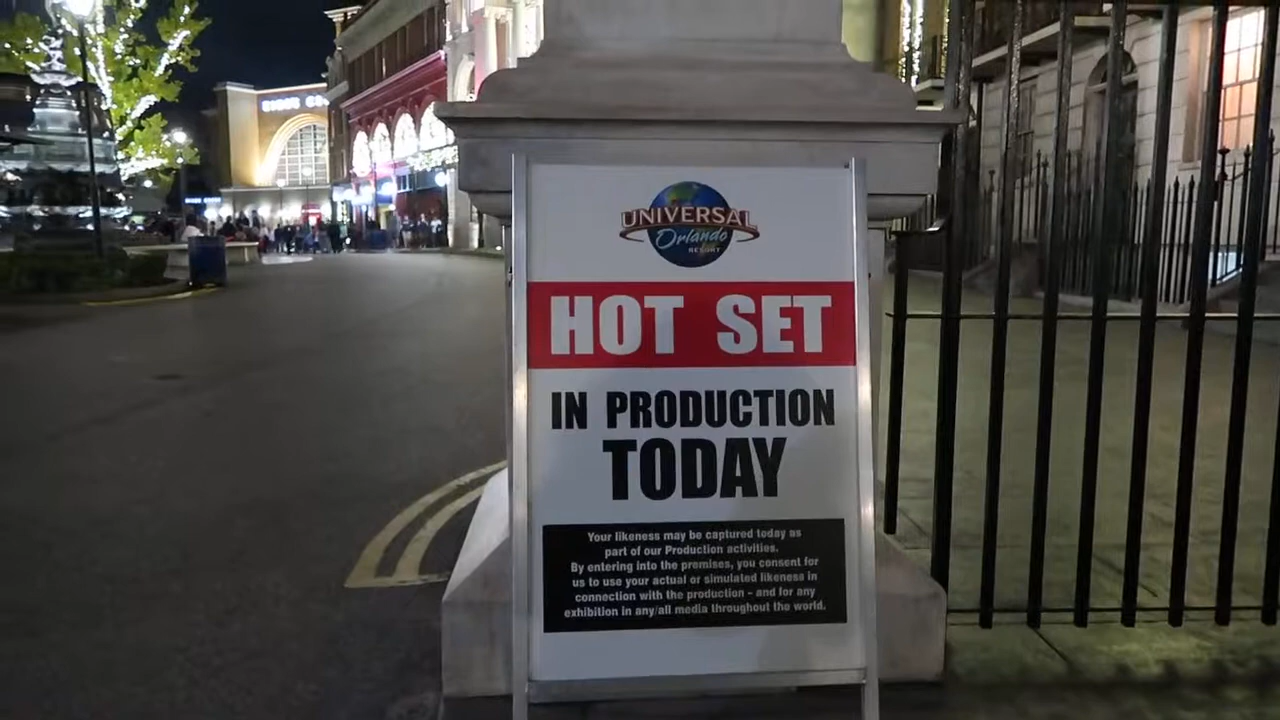 UNIVERSAL
Orlando
RESORT
HOT SET
IN PRODUCTION
TODAY
Your likeness may be captured today as
part of our Production activities.
By entering into the premises, you consent for
us to use your actual or simulated likeness in
connection with the production - and for any
exhibition in any/all media throughout the world.